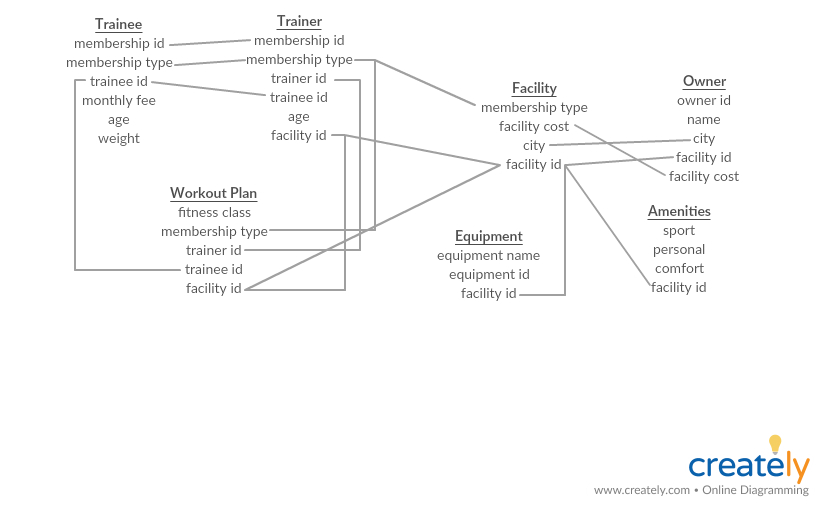 Trainee
membership id
membership type
trainee id
monthly fee
age
weight
Trainer
membership id
membership type
trainer id
trainee id
age
facility id
Workout Plan
fitness class
membership type
trainer id
trainee id
facility id
Facility
membership type
facility cost
city
facility id
Equipment
equipment name
equipment id
facility id
Owner
owner id
name
city
facility id
facility cost
Amenities
sport
personal
comfort
facility id
creately
www.creately.com • Online Diagramming